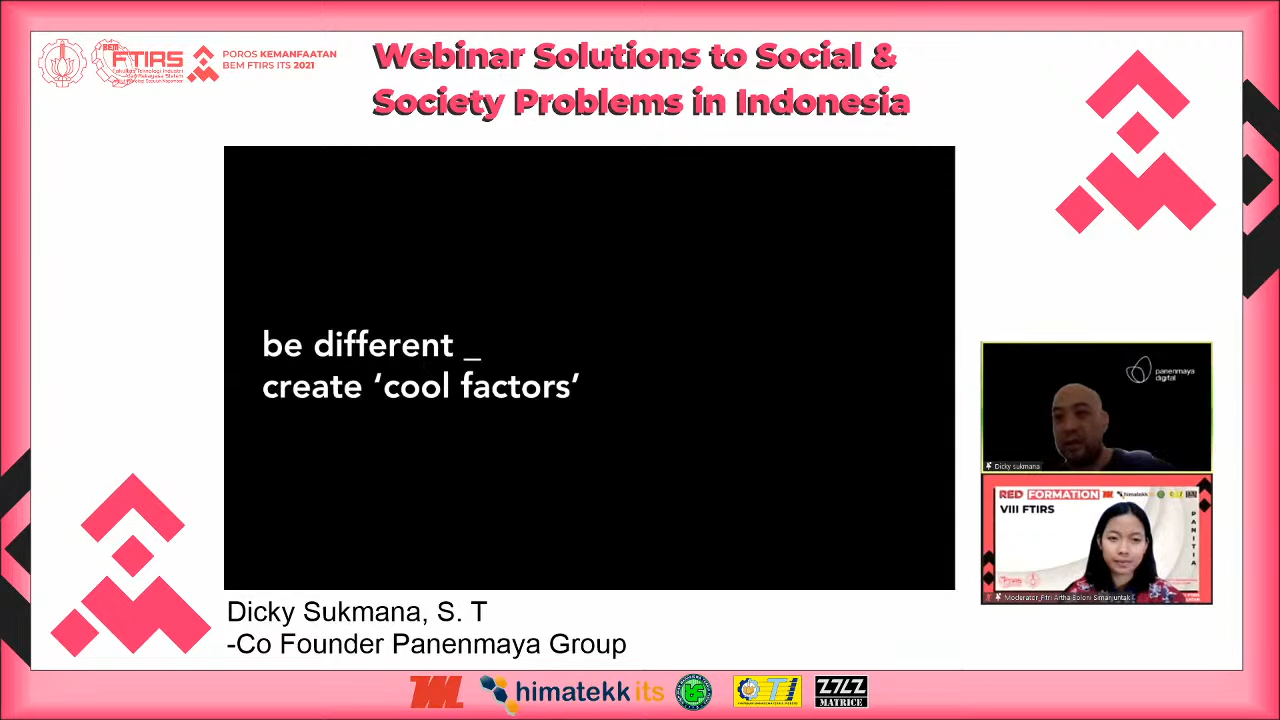 BEM
FTIRS
POROS KEMANFAATAN
BEM FTIRS ITS 2021
Webinar Solutions to Social &
Society Problems in Indonesia
be different _
create ‘cool factors’
panenmaya
digital
Dicky sukmana
RED FORMATION
himatekk
VIII FTIRS
PANITIA
Moderator_Fitri Artha Boloni Simanjuntak
Dicky Sukmana, S. T
-Co Founder Panenmaya Group
himatekk its
MATRICE